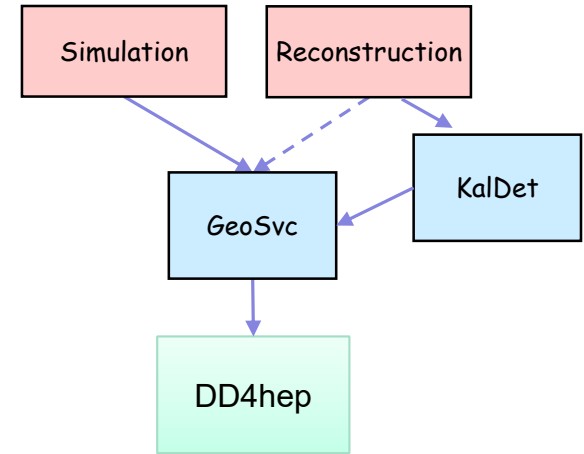 Simulation
Reconstruction
KalDet
GeoSvc
DD4hep